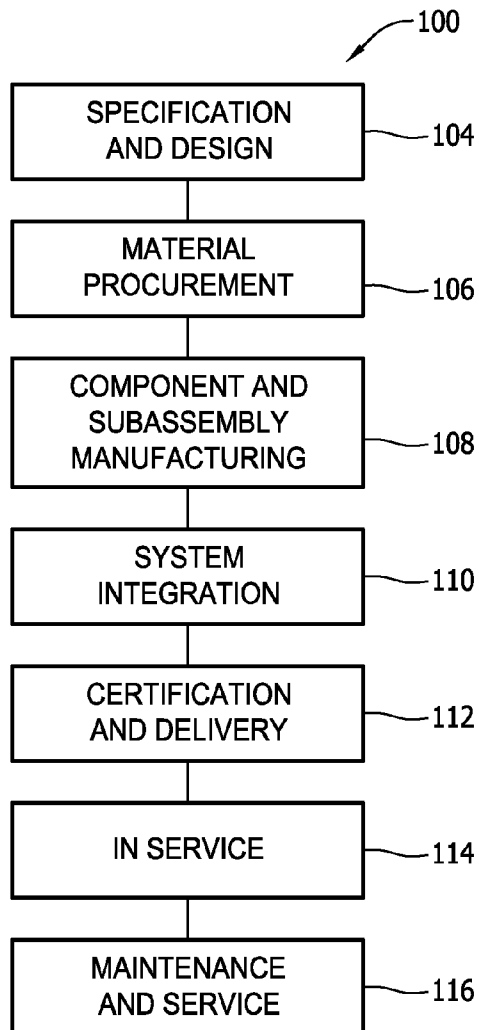 100
SPECIFICATION
AND DESIGN
104
MATERIAL
PROCUREMENT
106
COMPONENT AND
SUBASSEMBLY
MANUFACTURING
108
SYSTEM
INTEGRATION
110
CERTIFICATION
AND DELIVERY
112
IN SERVICE
114
MAINTENANCE
AND SERVICE
116